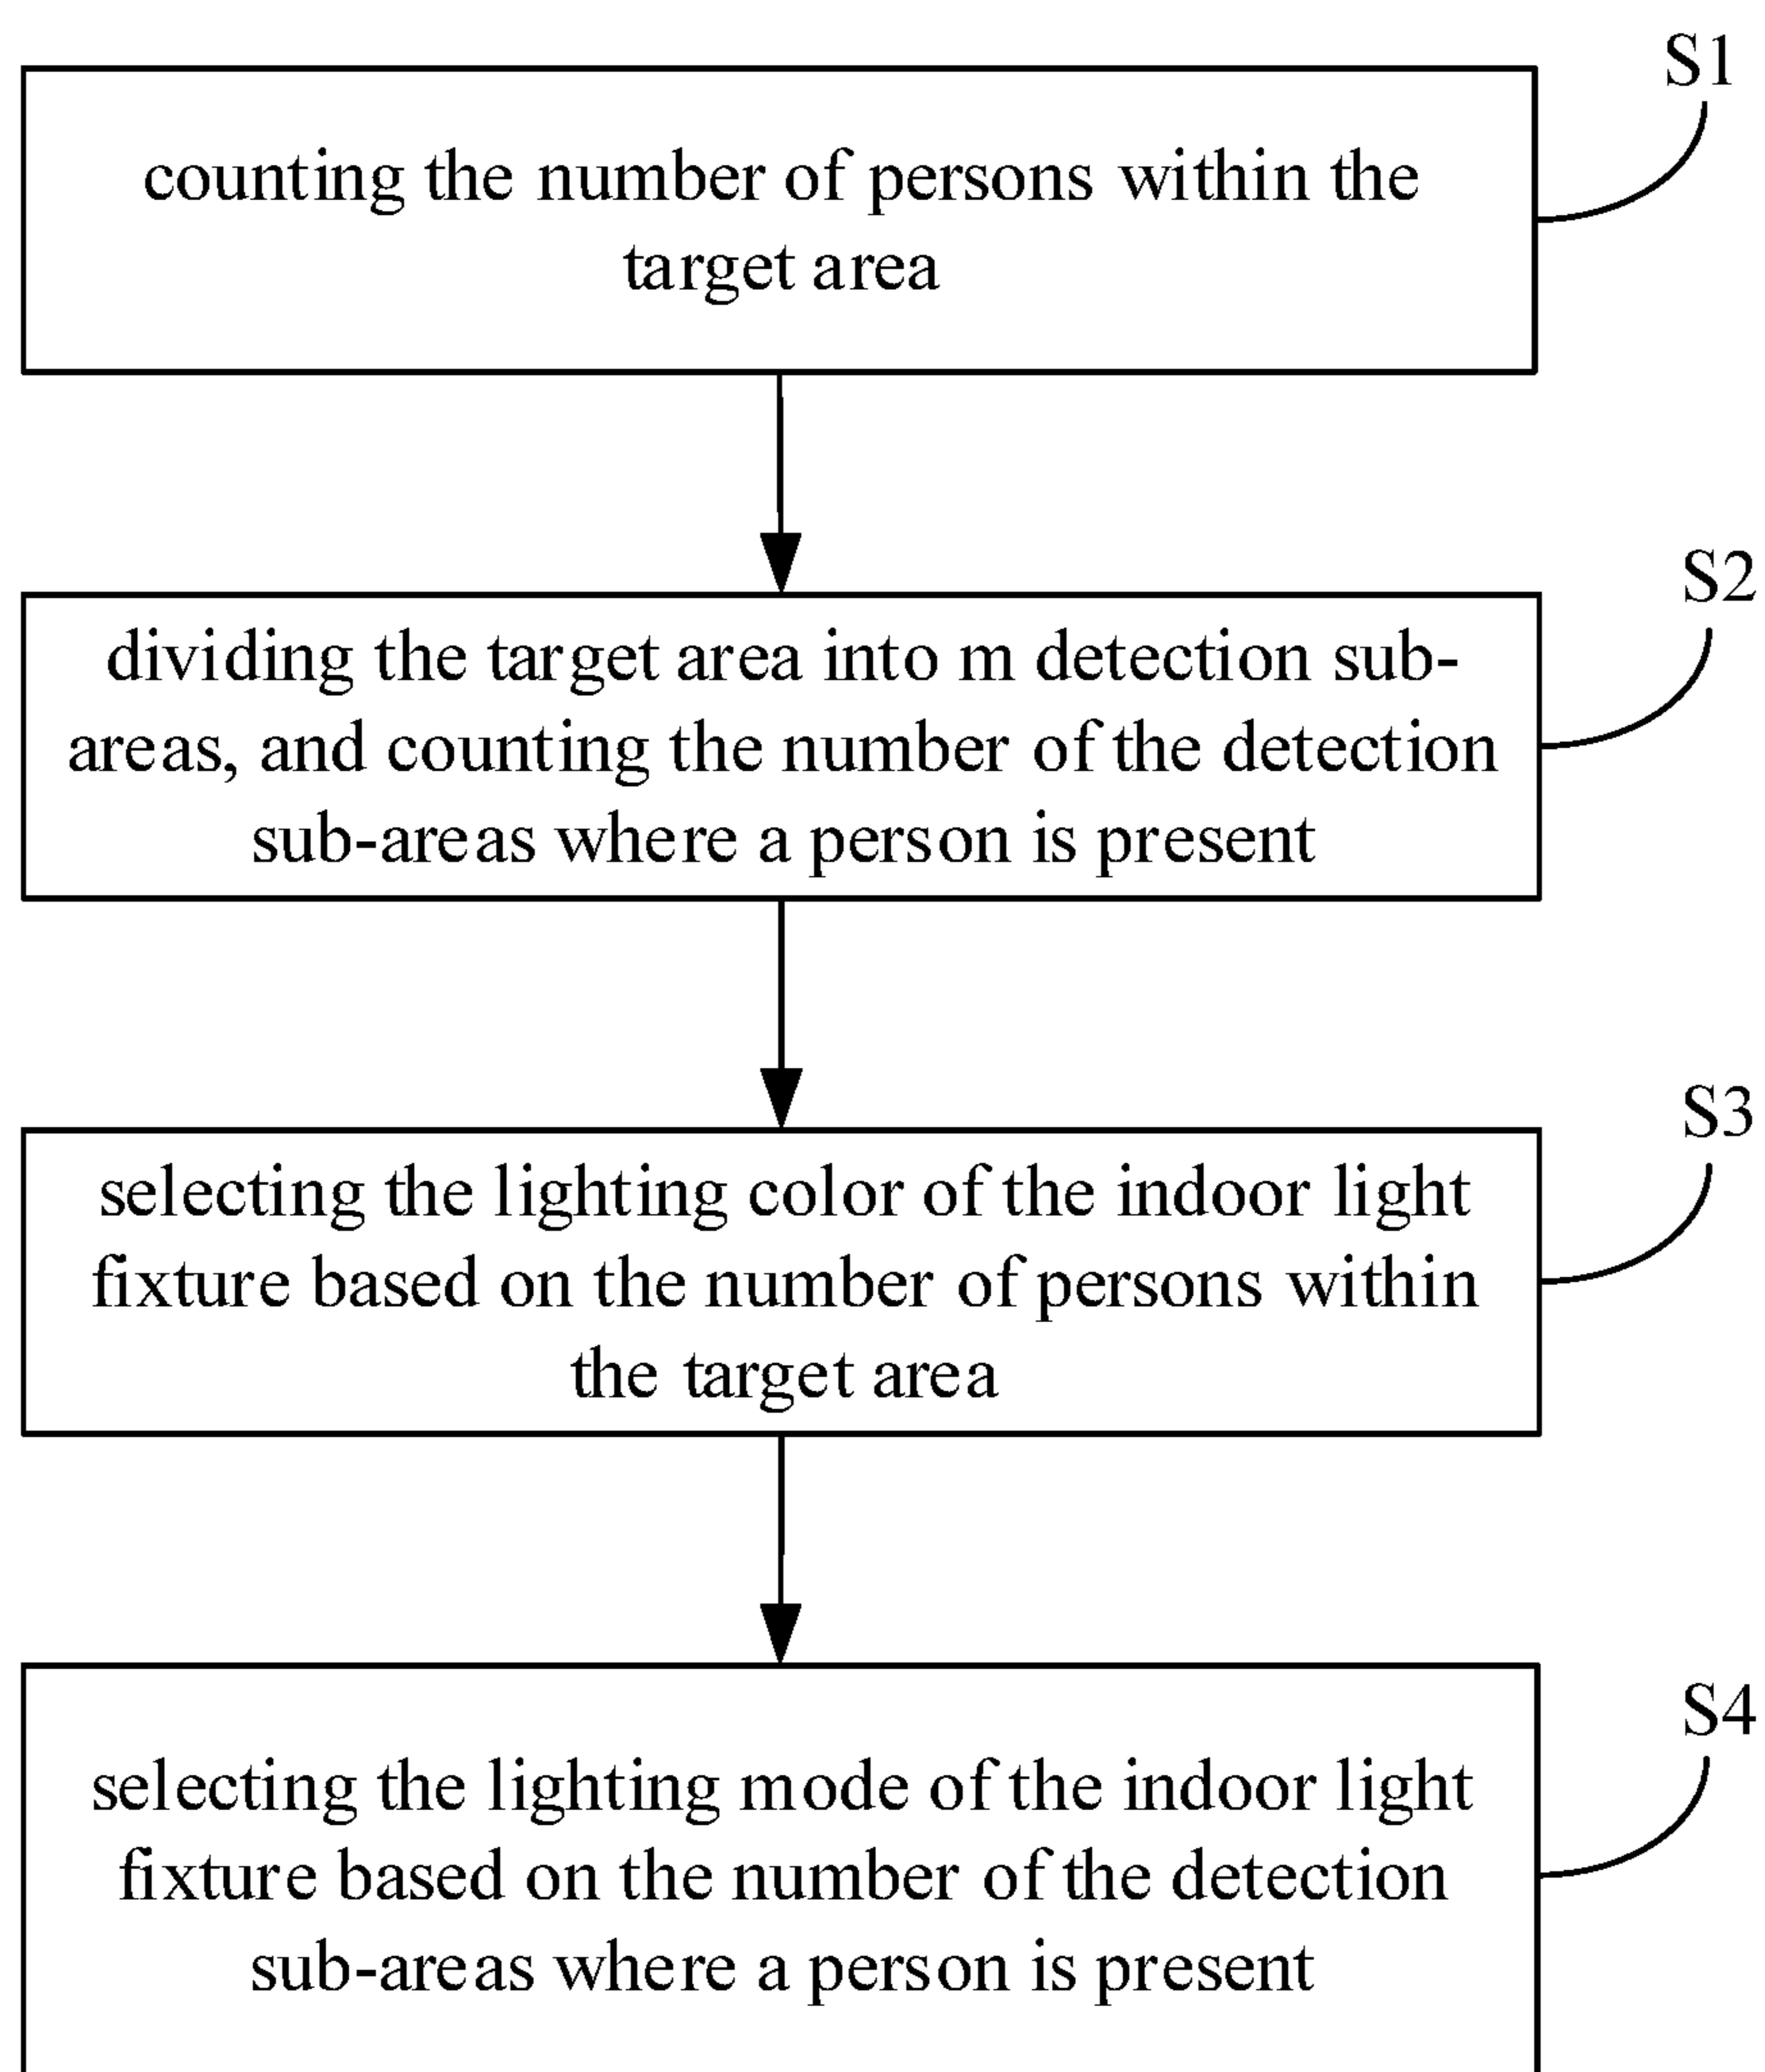 S1
counting the number of persons within the
target area
S2
dividing the target area into m detection sub-
areas, and counting the number of the detection
sub-areas where a person is present
S3
selecting the lighting color of the indoor light
fixture based on the number of persons within
the target area
S4
selecting the lighting mode of the indoor light
fixture based on the number of the detection
sub-areas where a person is present